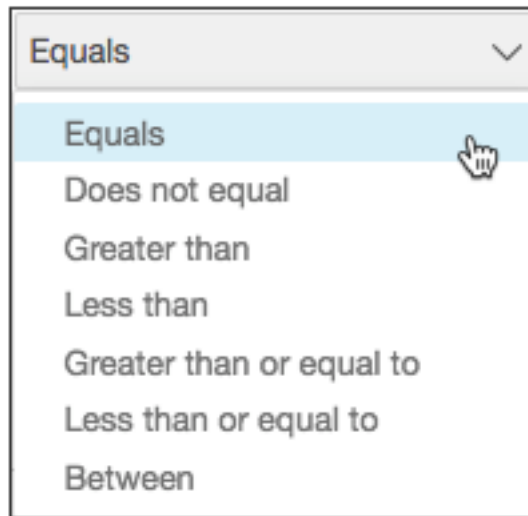 Equals
Equals
Does not equal
Greater than
Less than
Greater than or equal to
Less than or equal to
Between